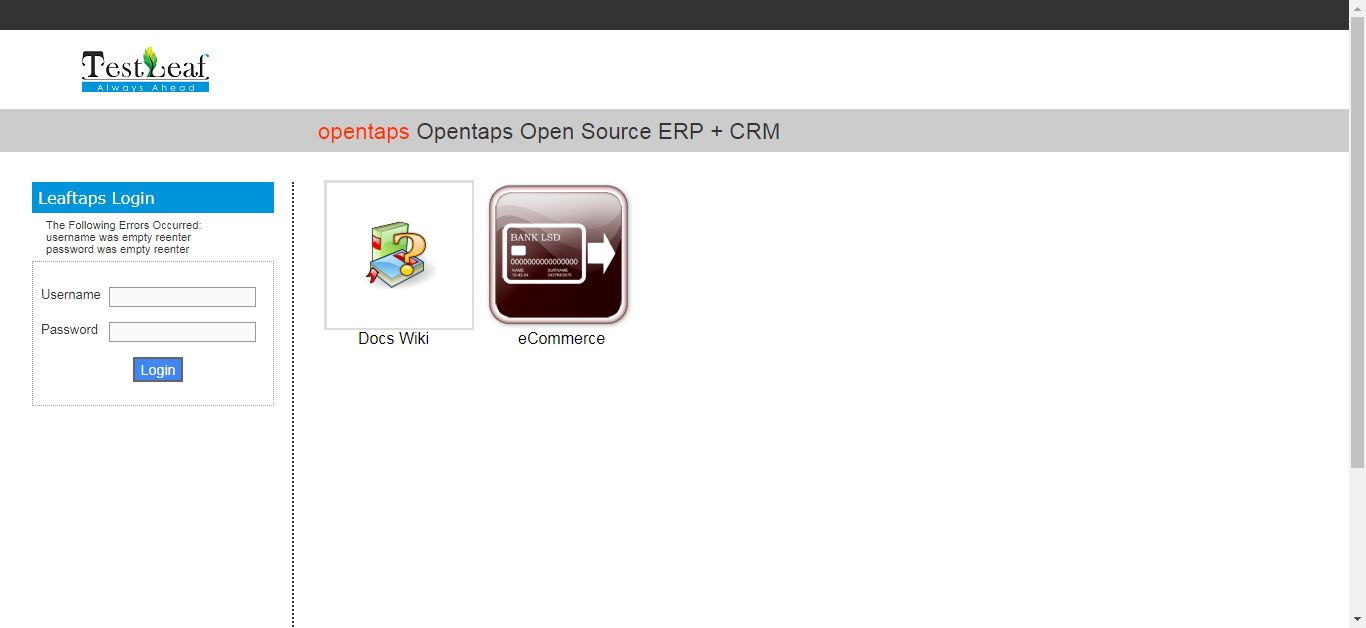 TestLeaf
Always Ahead
opentaps Opentaps Open Source ERP + CRM
Leaftaps Login
The Following Errors Occurred:
username was empty reenter
password was empty reenter
Username
Password
Login
BANK LSD
0000000000000000
NAME SURNAME
Docs Wiki
eCommerce